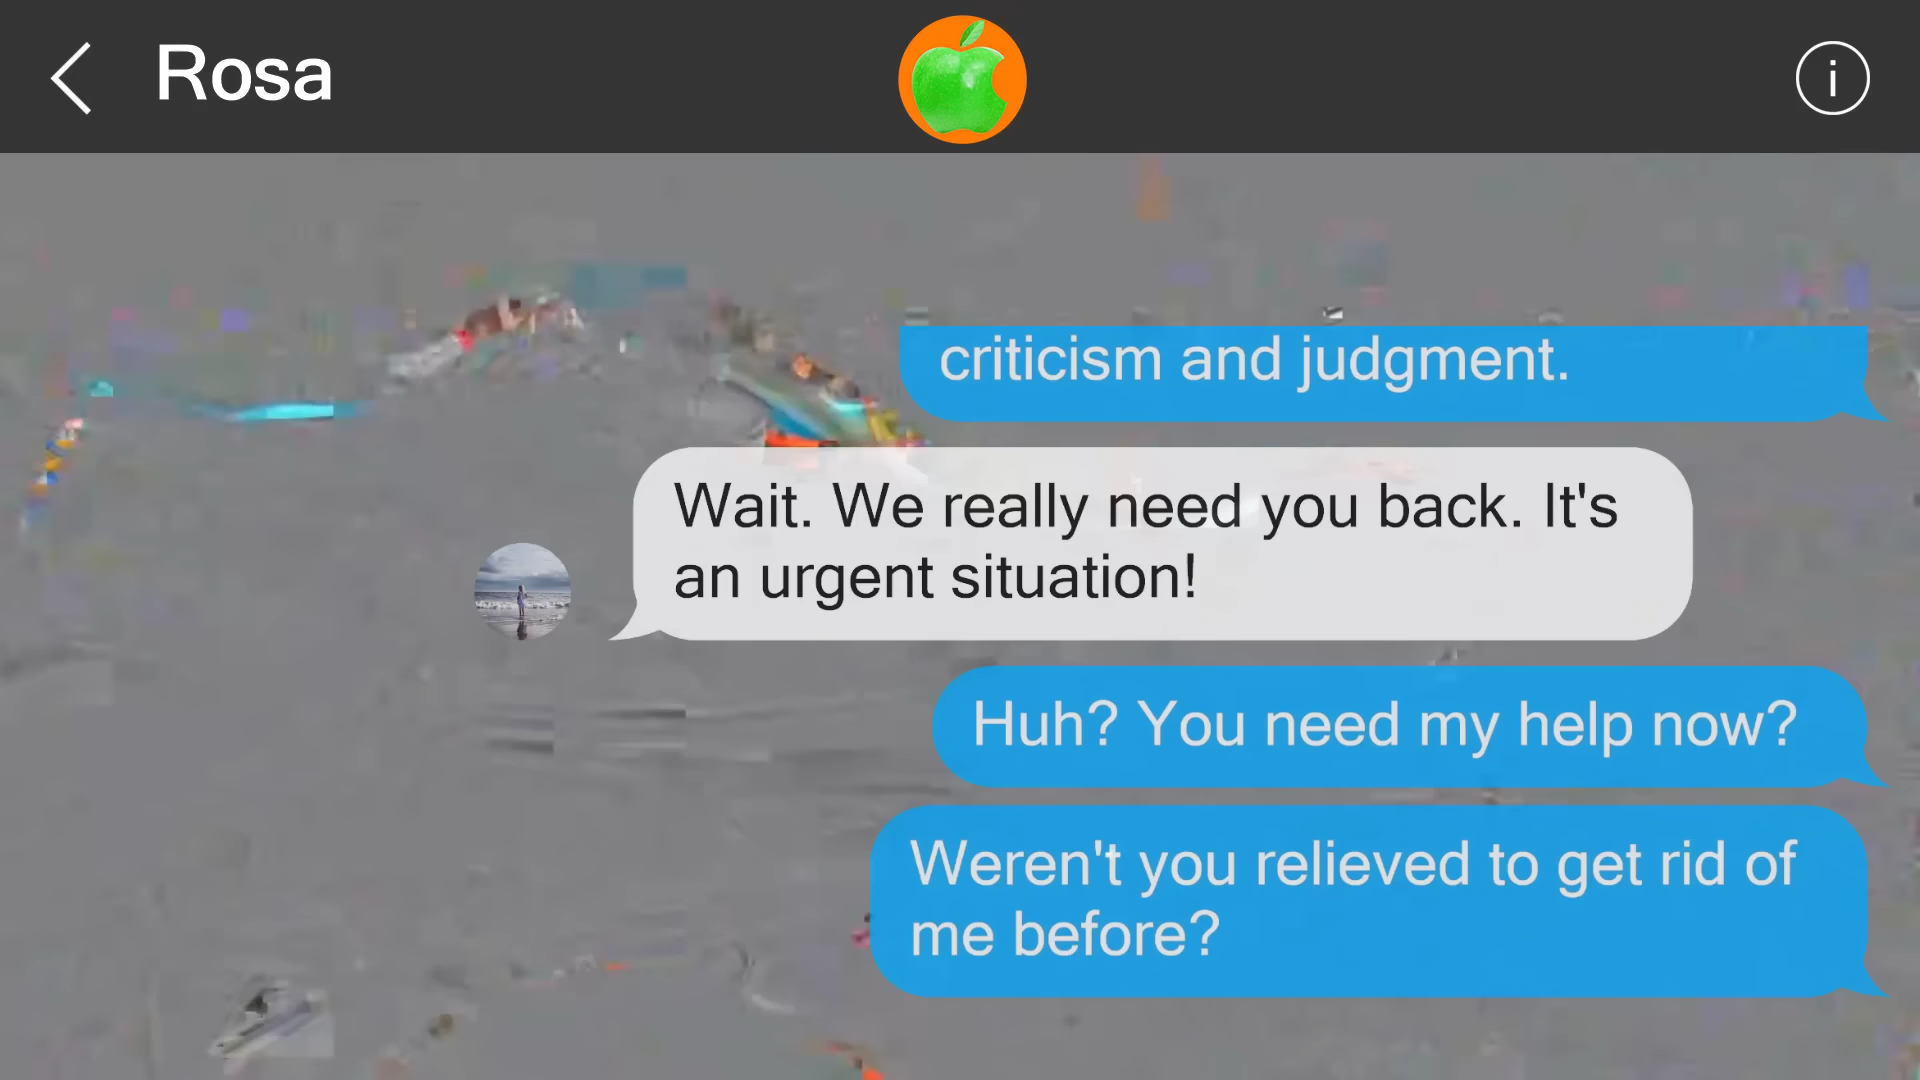 Rosa
i
criticism and judgment.
Wait. We really need you back. It's
an urgent situation!
Huh? You need my help now?
Weren't you relieved to get rid of
me before?